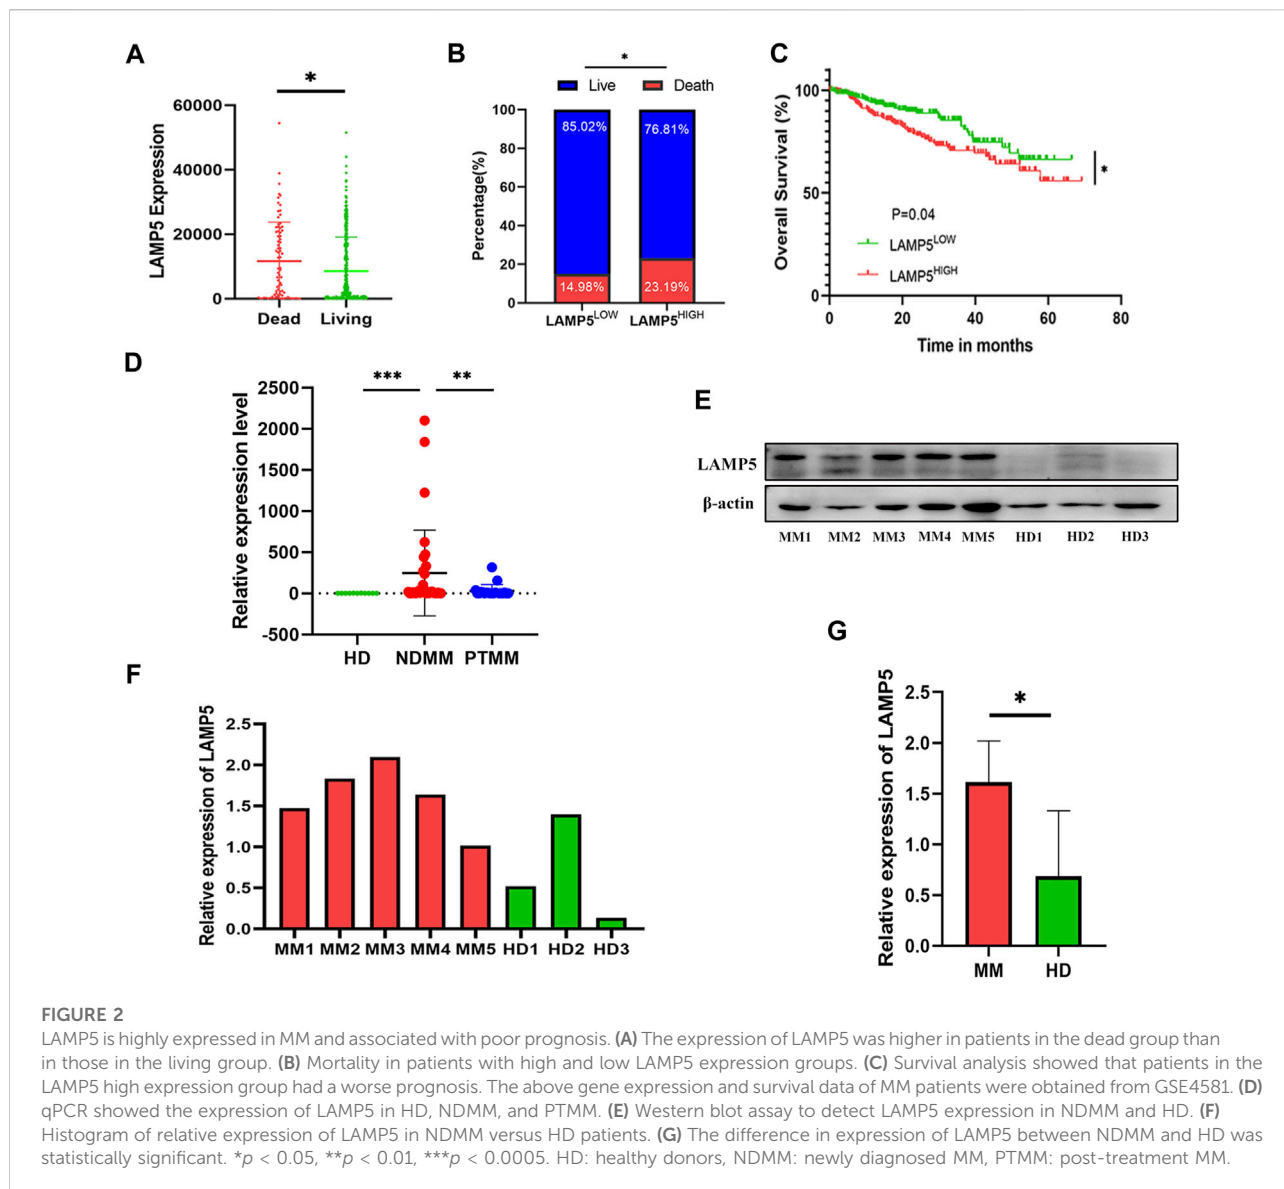 A
*
LAMP5 Expression
60000
40000
20000
0
Dead
Living
B
*
Live
Death
Percentage(%)
100
80
60
40
20
0
85.02%
76.81%
14.98%
23.19%
LAMP5LOW
LAMP5HIGH
C
Overall Survival (%)
100
50
0
P=0.04
LAMP5LOW
LAMP5HIGH
*
0
20
40
60
80
Time in months
D
***
**
Relative expression level
2500
2000
1500
1000
500
0
-500
HD
NDMM
PTMM
E
LAMP5
β-actin
MM1 MM2 MM3 MM4 MM5 HD1 HD2 HD3
F
Relative expression of LAMP5
2.5
2.0
1.5
1.0
0.5
0.0
MM1 MM2 MM3 MM4 MM5 HD1 HD2 HD3
G
*
Relative expression of LAMP5
2.5
2.0
1.5
1.0
0.5
0.0
MM
HD
FIGURE 2
LAMP5 is highly expressed in MM and associated with poor prognosis. (A) The expression of LAMP5 was higher in patients in the dead group than
in those in the living group. (B) Mortality in patients with high and low LAMP5 expression groups. (C) Survival analysis showed that patients in the
LAMP5 high expression group had a worse prognosis. The above gene expression and survival data of MM patients were obtained from GSE4581. (D)
qPCR showed the expression of LAMP5 in HD, NDMM, and PTMM. (E) Western blot assay to detect LAMP5 expression in NDMM and HD. (F)
Histogram of relative expression of LAMP5 in NDMM versus HD patients. (G) The difference in expression of LAMP5 between NDMM and HD was
statistically significant. *p < 0.05, **p < 0.01, ***p < 0.0005. HD: healthy donors, NDMM: newly diagnosed MM, PTMM: post-treatment MM.